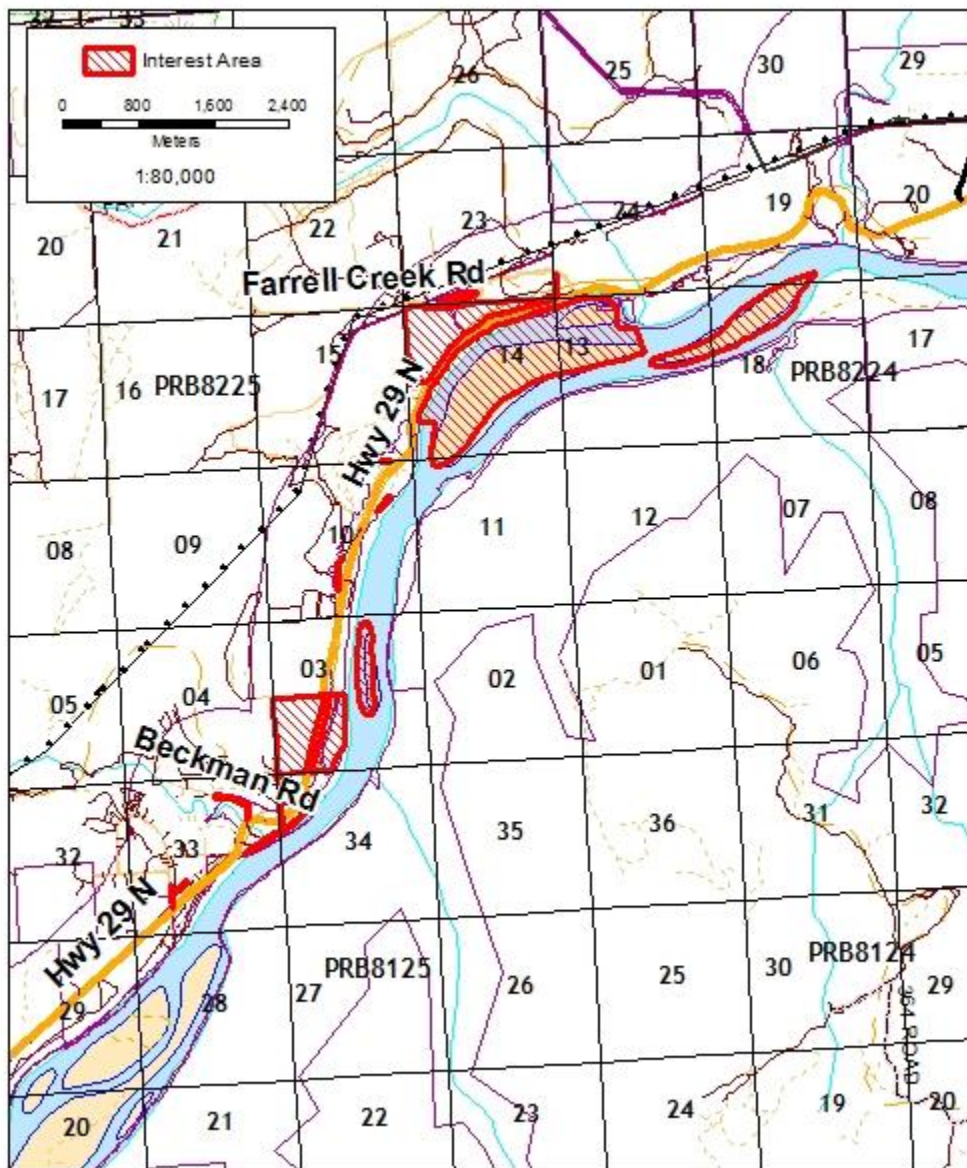 22 33
Interest Area
0 800 1,600 2,400
Meters
1:80,000
26 25 30 29
20 21 22 23 24 19 20
Farrell Creek Rd
17 16 15 14 13 18 17
PRB8225 PRB8224
Hwy 29 N
08 09 10 11 12 07 08
05 04 03 02 01 06 05
Beckman Rd
32 33 34 35 36 31 32
Hwy 29 N
29 28 27 PRB8125 26 25 30 PRB8124 29
364 ROAD
20 21 22 23 24 19 20